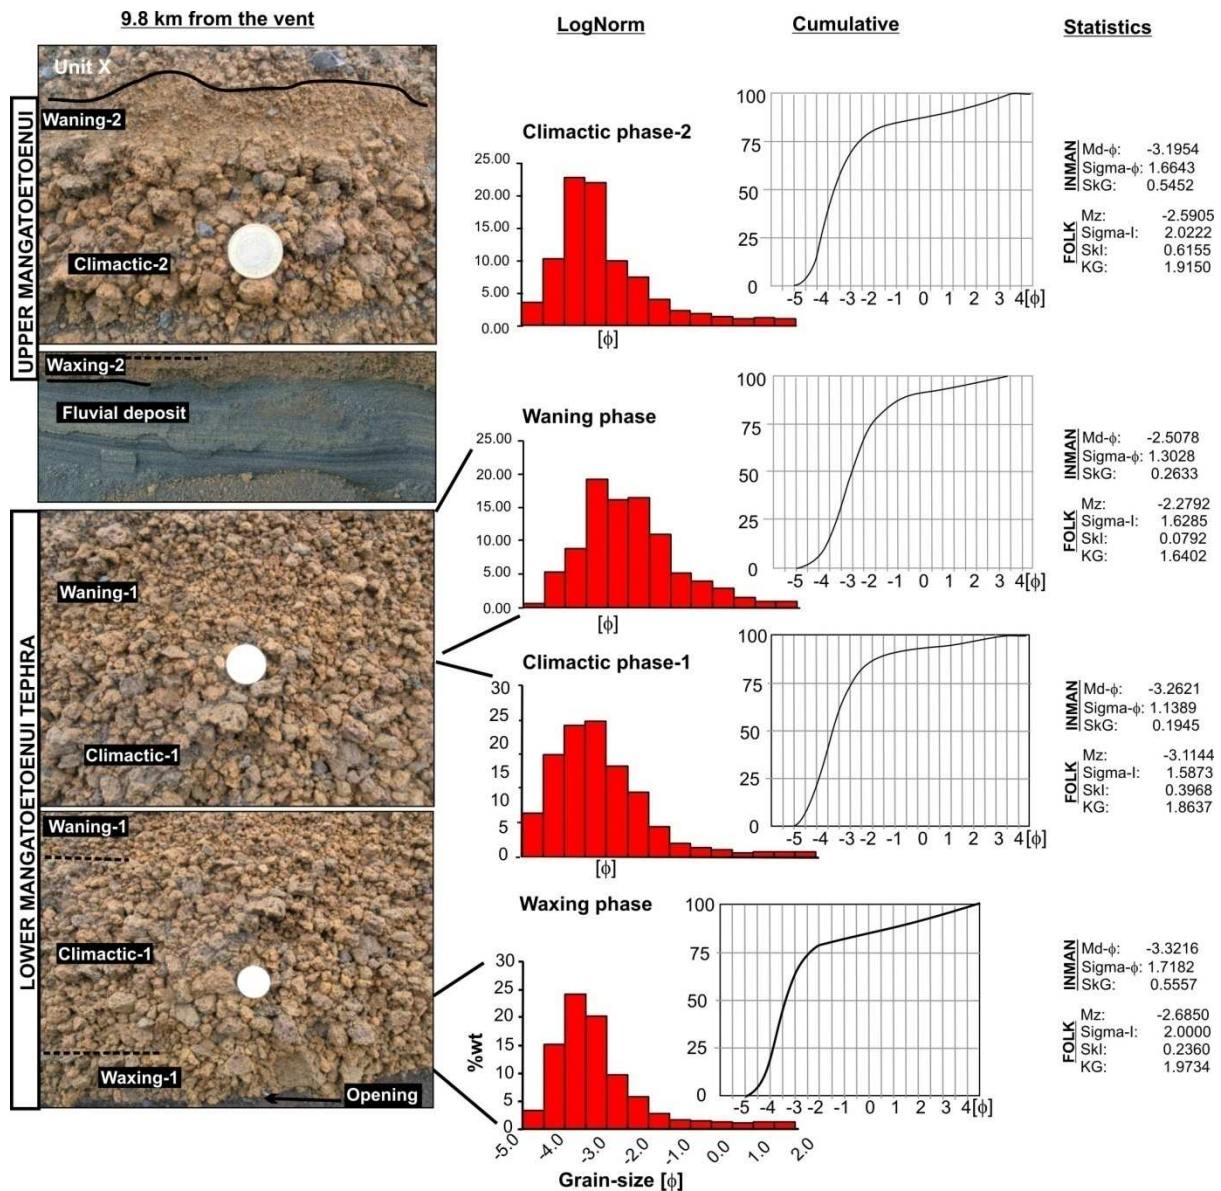 9.8 km from the vent
LogNorm
Cumulative
Statistics
UPPER MANGATOETOENUI
Unit X
Waning-2
Climactic-2
Waxing-2
Fluvial deposit
LOWER MANGATOETOENUI TEPHRA
Waning-1
Climactic-1
Waning-1
Climactic-1
Waxing-1
Opening
Climactic phase-2
25.00
20.00
15.00
10.00
5.00
0.00
[ϕ]
100
75
50
25
0
-5 -4 -3 -2 -1 0 1 2 3 4[ϕ]
INMAN
Md-ϕ: -3.1954
Sigma-ϕ: 1.6643
SkG: 0.5452
FOLK
Mz: -2.5905
Sigma-I: 2.0222
SkI: 0.6155
KG: 1.9150
Waning phase
25.00
20.00
15.00
10.00
5.00
0.00
[ϕ]
100
75
50
25
0
-5 -4 -3 -2 -1 0 1 2 3 4[ϕ]
INMAN
Md-ϕ: -2.5078
Sigma-ϕ: 1.3028
SkG: 0.2633
FOLK
Mz: -2.2792
Sigma-I: 1.6285
SkI: 0.0792
KG: 1.6402
Climactic phase-1
30
25
20
25
10
5
0
[ϕ]
100
75
50
25
0
-5 -4 -3 -2 -1 0 1 2 3 4[ϕ]
INMAN
Md-ϕ: -3.2621
Sigma-ϕ: 1.1389
SkG: 0.1945
FOLK
Mz: -3.1144
Sigma-I: 1.5873
SkI: 0.3968
KG: 1.8637
Waxing phase
%wt
30
25
20
15
10
5
0
-5.0 -4.0 -3.0 -2.0 -1.0 0.0 1.0 2.0
Grain-size [ϕ]
100
75
50
25
0
-5 -4 -3 -2 -1 0 1 2 3 4[ϕ]
INMAN
Md-ϕ: -3.3216
Sigma-ϕ: 1.7182
SkG: 0.5557
FOLK
Mz: -2.6850
Sigma-I: 2.0000
SkI: 0.2360
KG: 1.9734